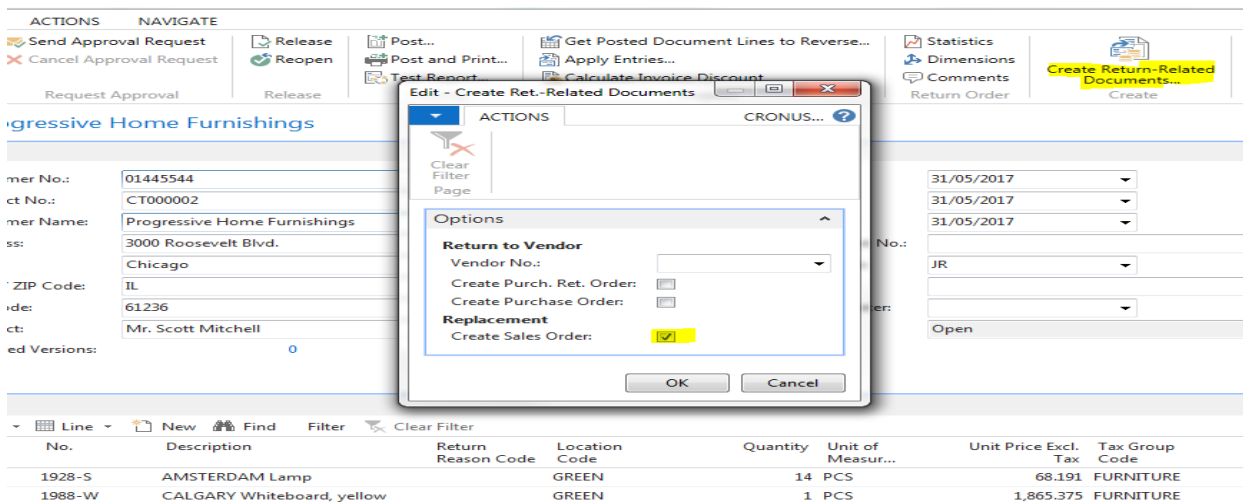 ACTIONS NAVIGATE
Send Approval Request Release Post... Get Posted Document Lines to Reverse... Statistics
Cancel Approval Request Reopen Post and Print... Apply Entries... Dimensions
Create Return-Related
Documents...
Test Report... Calculate Invoice Discount Comments
Request Approval Release Return Order Create
Edit - Create Ret.-Related Documents
gressive Home Furnishings
ACTIONS CRONUS...
Clear
Filter
Page
mer No.: 01445544 31/05/2017
ct No.: CT000002 31/05/2017
mer Name: Progressive Home Furnishings 31/05/2017
ss: 3000 Roosevelt Blvd. No.:
Chicago JR
ZIP Code: IL
de: 61236 er:
ct: Mr. Scott Mitchell Open
ed Versions: 0
Options
Return to Vendor
Vendor No.:
Create Purch. Ret. Order:
Create Purchase Order:
Replacement
Create Sales Order:
OK Cancel
Line New Find Filter Clear Filter
No. Description Return Location Quantity Unit of Unit Price Excl. Tax Group
Reason Code Code Measur... Tax Code
1928-S AMSTERDAM Lamp GREEN 14 PCS 68.191 FURNITURE
1988-W CALGARY Whiteboard, yellow GREEN 1 PCS 1,865.375 FURNITURE